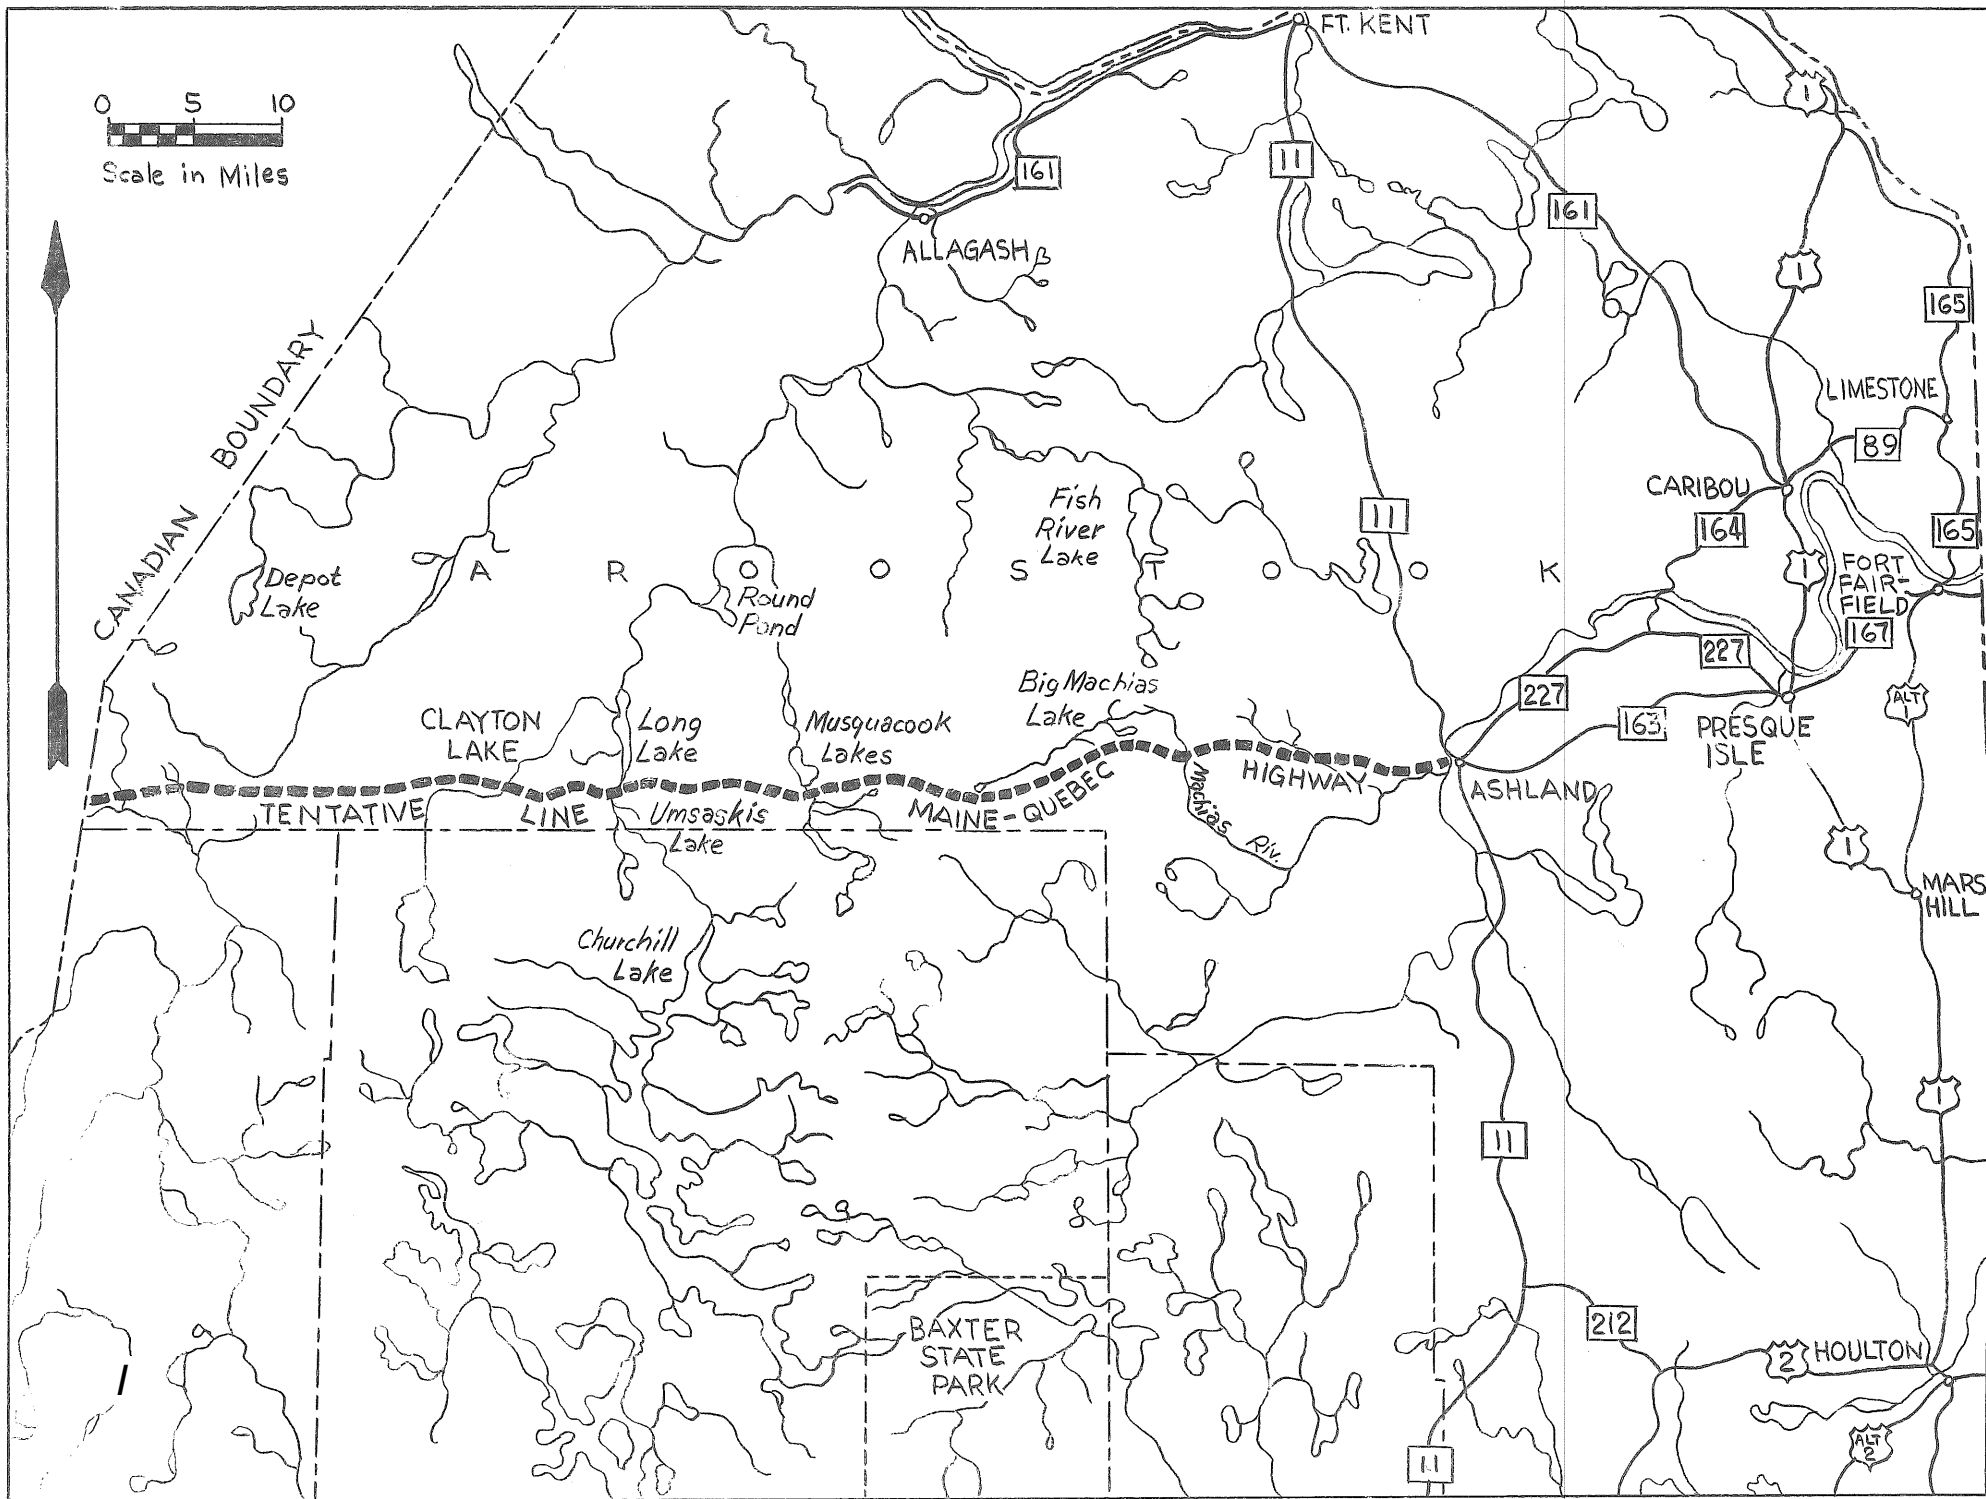 FT. KENT
1
0 5 10
Scale in Miles
11
161
161
ALLAGASH
1
165
CANADIAN BOUNDARY
LIMESTONE
89
CARIBOU
164
165
11
Fish
River
Lake
A R O O S T O O K
Depot
Lake
Round
Pond
1
FORT
FAIR-
FIELD
167
227
227
163
ALT
1
PRESQUE
ISLE
Big Machias
Lake
CLAYTON
LAKE
Long
Lake
Musquacook
Lakes
TENTATIVE LINE MAINE-QUEBEC HIGHWAY
ASHLAND
Umsaskis
Lake
Machias Riv.
1
MARS
HILL
Churchill
Lake
1
11
212
BAXTER
STATE
PARK
2
HOULTON
ALT
2
11
1